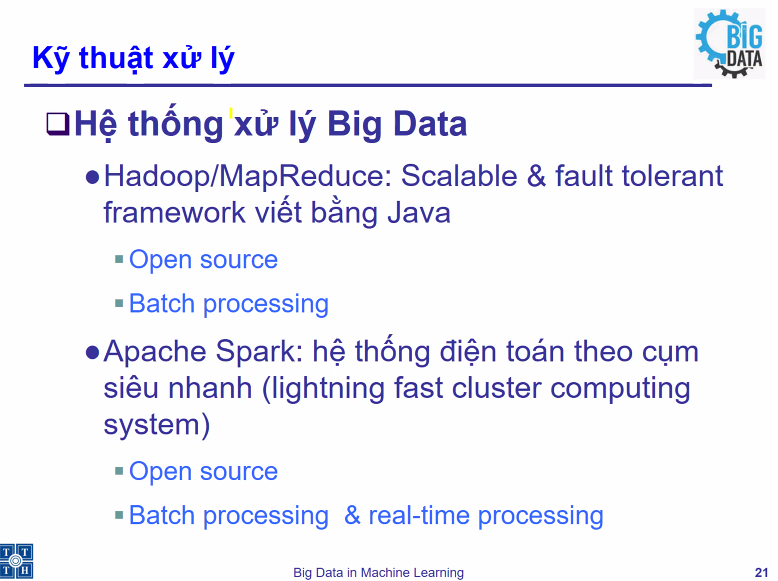 BIG
DATA
Kỹ thuật xử lý
Hệ thống xử lý Big Data
Hadoop/MapReduce: Scalable & fault tolerant
framework viết bằng Java
Open source
Batch processing
Apache Spark: hệ thống điện toán theo cụm
siêu nhanh (lightning fast cluster computing
system)
Open source
Batch processing & real-time processing
T T
T H
Big Data in Machine Learning
21